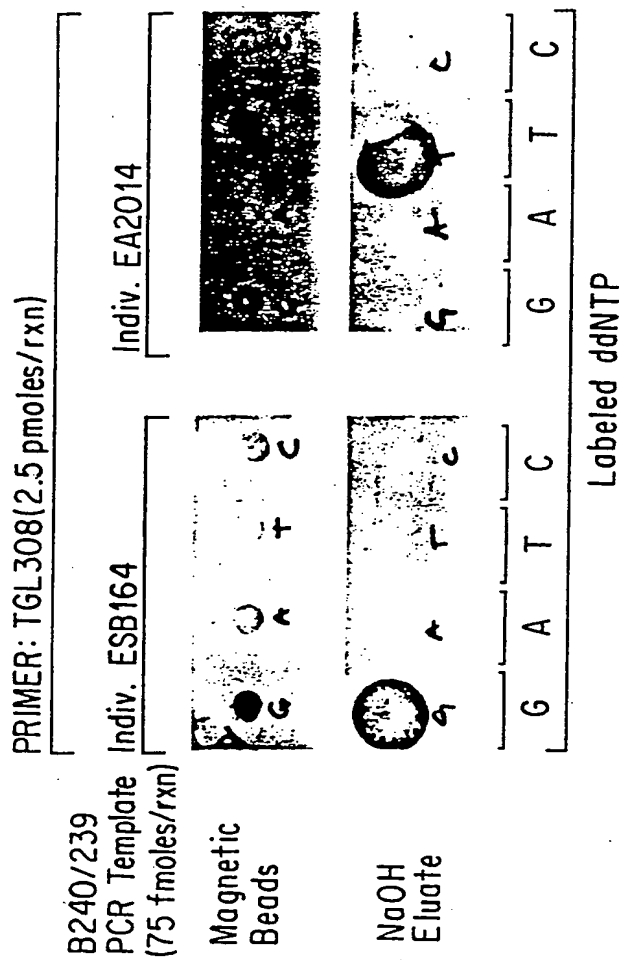 PRIMER: TGL308(2.5 pmoles/rxn)
B240/239
PCR Template
(75 fmoles/rxn)
Indiv. ESB164
Indiv. EA2014
Magnetic
Beads
G A T C
NaOH
Eluate
G A T C
G A T C
G A T C G A T C
Labeled ddNTP